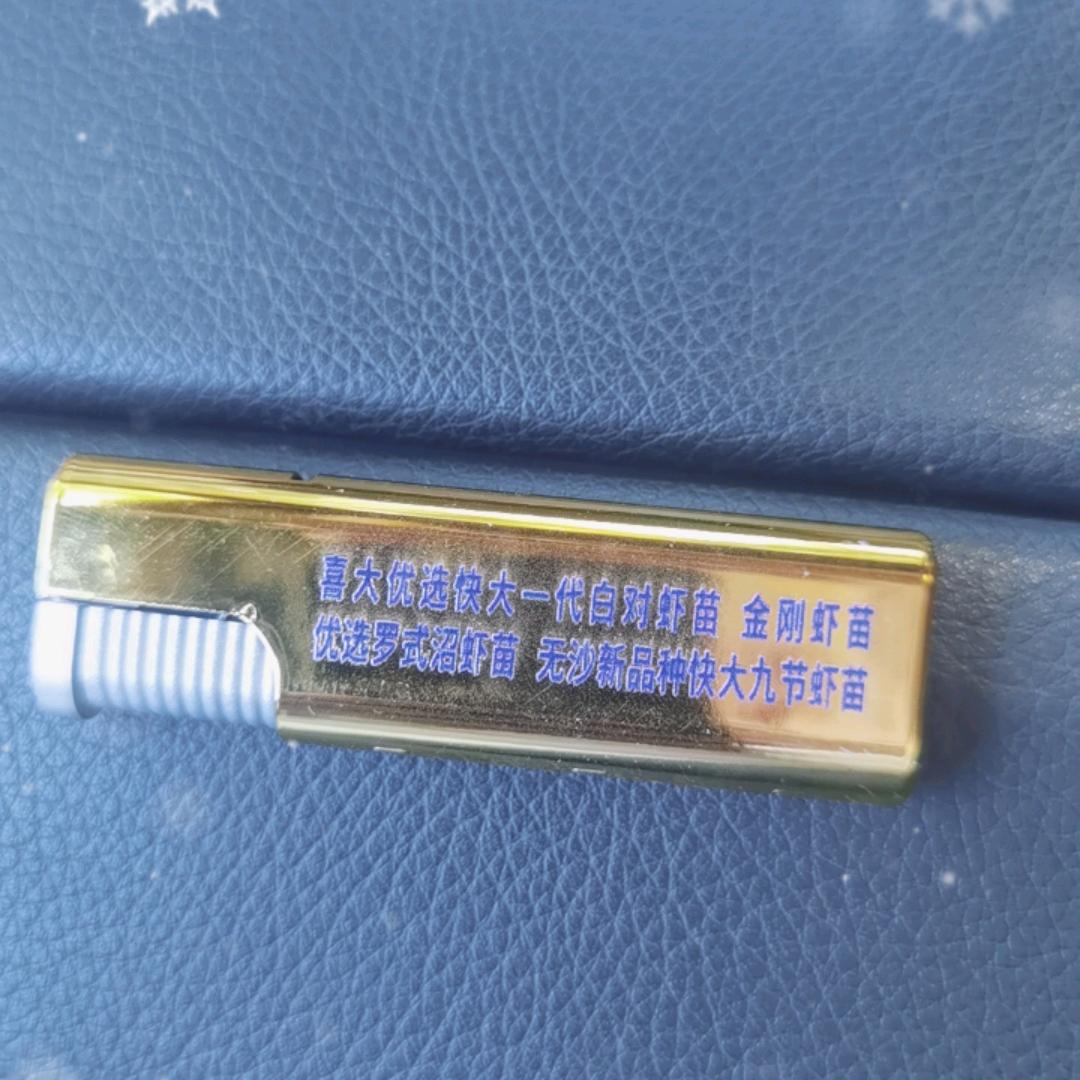 喜大优选快大一代白对虾苗 金刚虾苗
优选罗式沼虾苗 无沙新品种快大九节虾苗